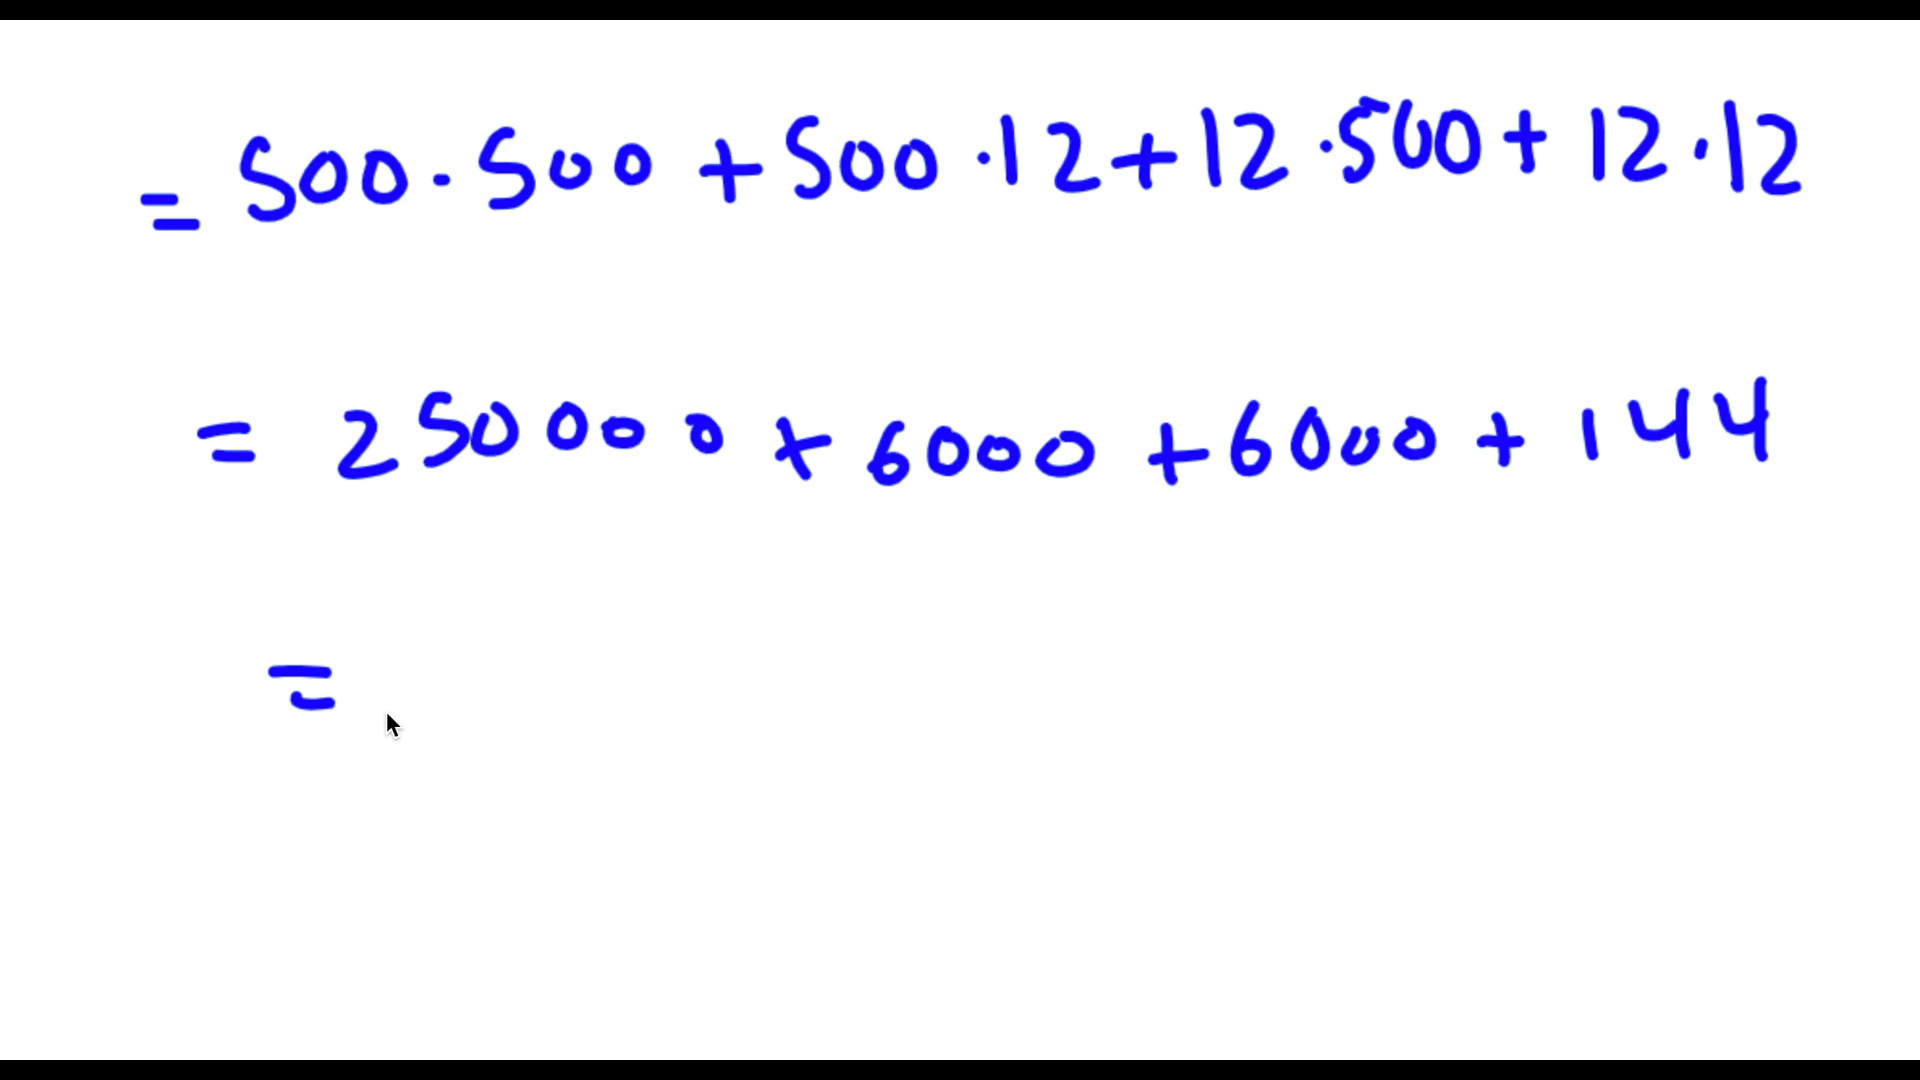 = 500 · 500 + 500 · 12 + 12 · 500 + 12 · 12
= 250000 + 6000 + 6000 + 144
=